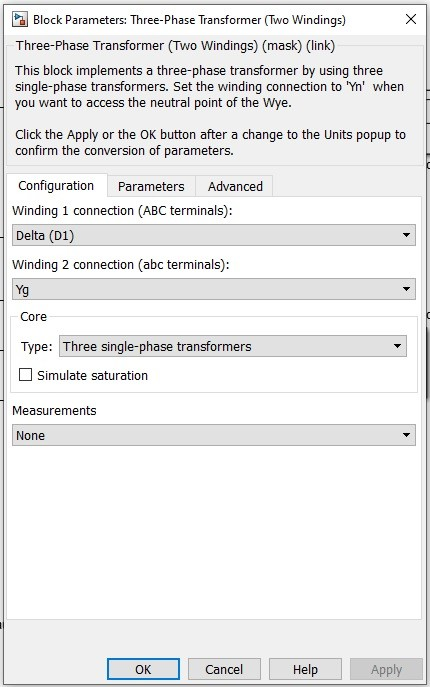 Block Parameters: Three-Phase Transformer (Two Windings)
Three-Phase Transformer (Two Windings) (mask) (link)
This block implements a three-phase transformer by using three
single-phase transformers. Set the winding connection to 'Yn' when
you want to access the neutral point of the Wye.
Click the Apply or the OK button after a change to the Units popup to
confirm the conversion of parameters.
Configuration Parameters Advanced
Winding 1 connection (ABC terminals):
Delta (D1)
Winding 2 connection (abc terminals):
Yg
Core
Type: Three single-phase transformers
Simulate saturation
Measurements
None
OK Cancel Help Apply